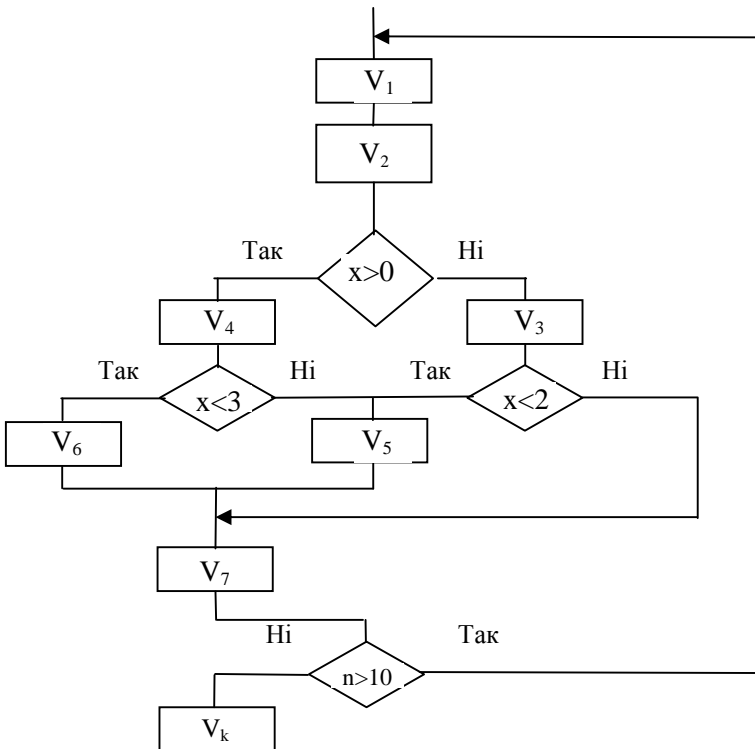 V₁
V₂
Так
x>0
Ні
V₄
V₃
Так
x<3
Ні
Так
x<2
Ні
V₆
V₅
V₇
Ні
Так
n>10
Vₖ